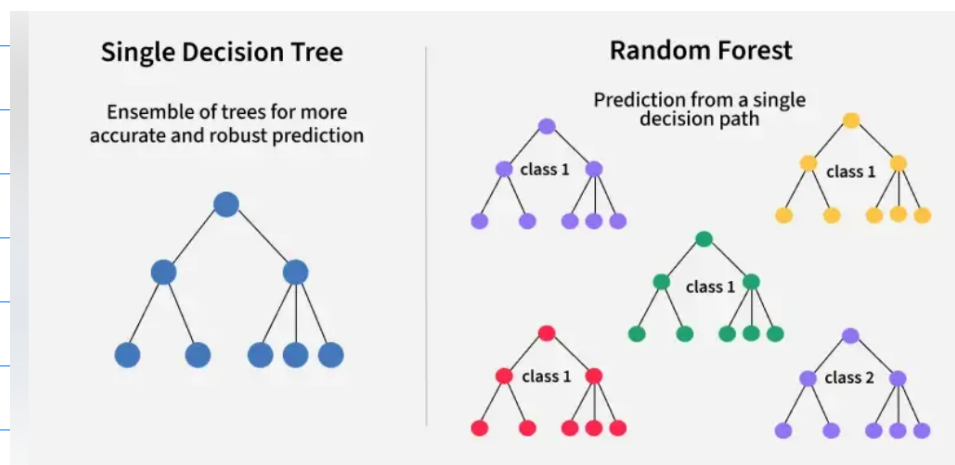 Single Decision Tree
Ensemble of trees for more
accurate and robust prediction
Random Forest
Prediction from a single
decision path
class 1
class 1
class 1
class 1
class 2